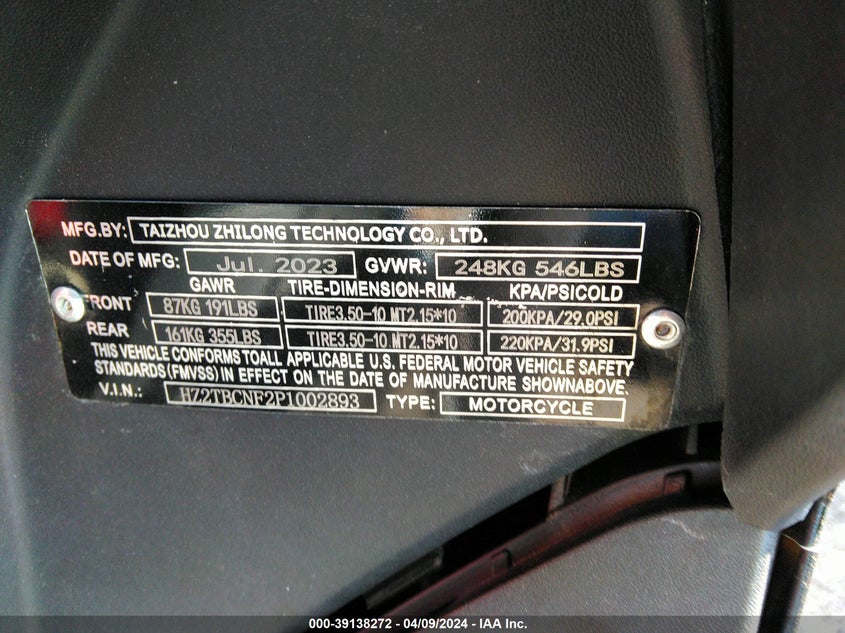 MFG.BY: TAIZHOU ZHILONG TECHNOLOGY CO., LTD.
DATE OF MFG: Jul. 2023 GVWR: 248KG 546LBS
GAWR TIRE-DIMENSION-RIM KPA/PSICOLD
FRONT 87KG 191LBS TIRE3.50-10 MT2.15*10 200KPA/29.0PSI
REAR 161KG 355LBS TIRE3.50-10 MT2.15*10 220KPA/31.9PSI
THIS VEHICLE CONFORMS TOALL APPLICABLE U.S. FEDERAL MOTOR VEHICLE SAFETY
STANDARDS (FMVSS) IN EFFECT ON THE DATE OF MANUFACTURE SHOWNABOVE.
V.I.N.: HZ2TBCNF2P1002893 TYPE: MOTORCYCLE
000-39138272 - 04/09/2024 - IAA Inc.